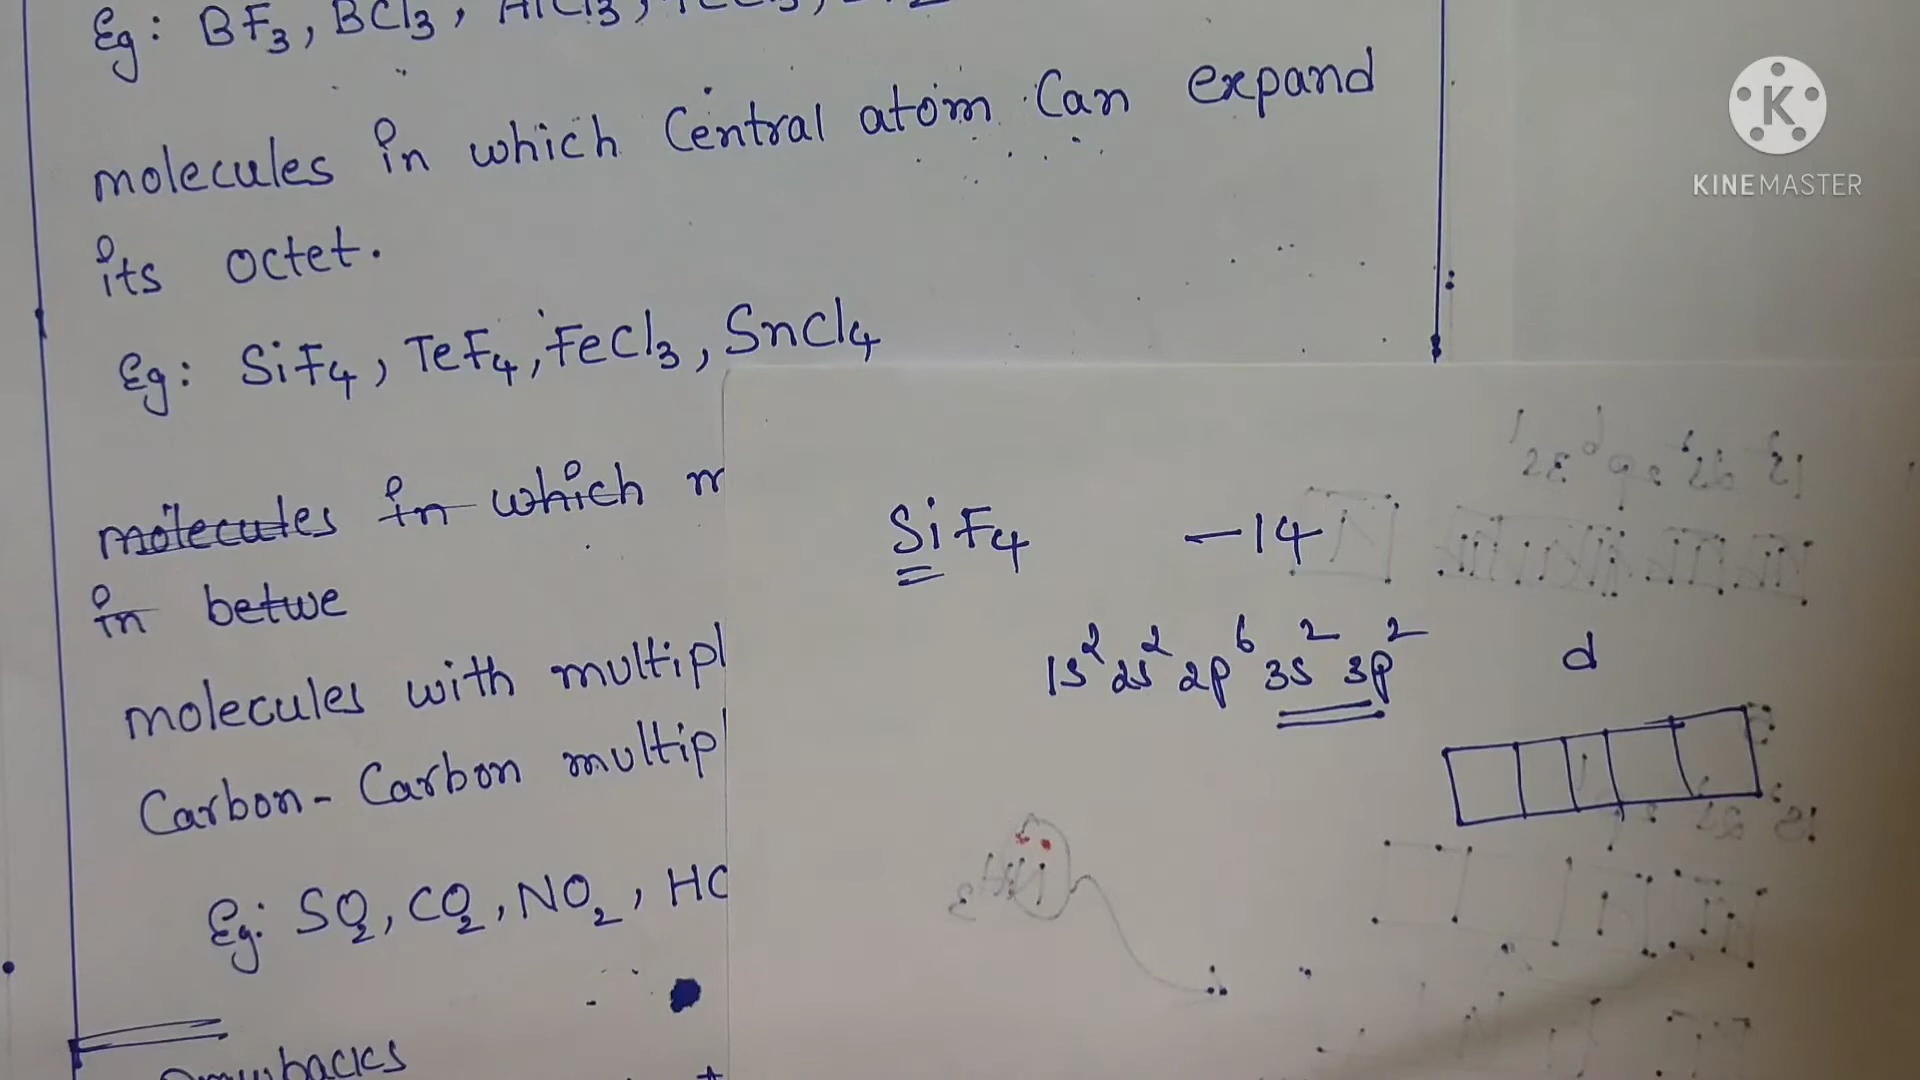 Eg: BF₃, BCl₃, AlCl₃,
molecules in which Central atom Can expand
its octet.
Eg: SiF₄, TeF₄, FeCl₃, SnCl₄
molecules in which
in betwe
molecules with multipl
Carbon-Carbon multipl
Eg: SO₂, CO₂, NO₂, HC
SiF₄ -14
1s² 2s² 2p⁶ 3s² 3p² d
KINEMASTER